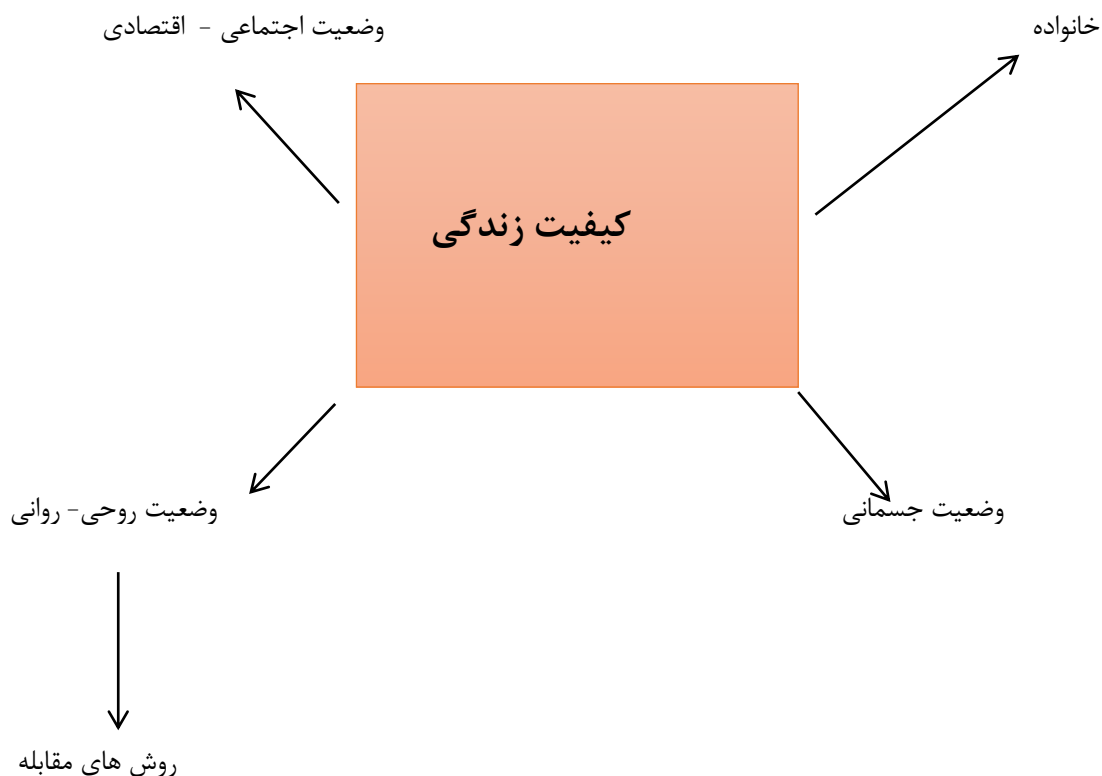 خانواده
وضعیت اجتماعی - اقتصادی
کیفیت زندگی
وضعیت جسمانی
وضعیت روحی- روانی
روش های مقابله